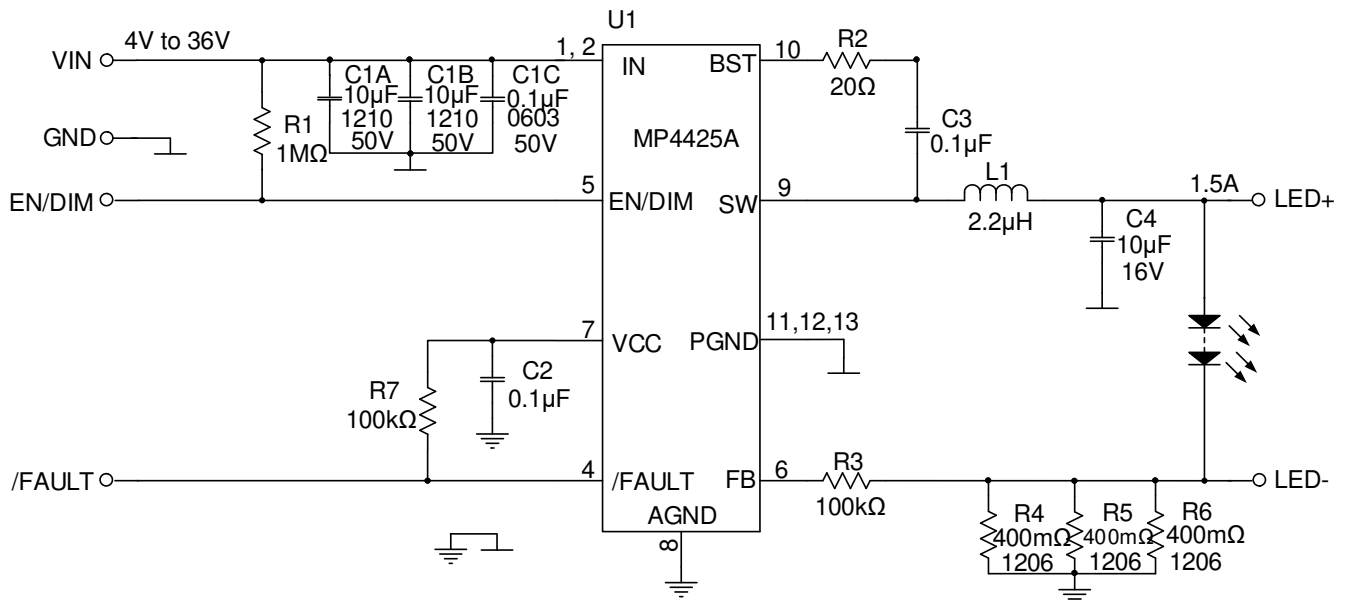 U1
VIN
4V to 36V
1, 2
IN
BST
10
R2
20Ω
C1A
10µF
1210
50V
C1B
10µF
1210
50V
C1C
0.1µF
0603
50V
R1
1MΩ
GND
MP4425A
C3
0.1µF
EN/DIM
5
EN/DIM
SW
9
L1
2.2µH
1.5A
LED+
C4
10µF
16V
7
VCC
PGND
11,12,13
C2
0.1µF
R7
100kΩ
/FAULT
4
/FAULT
FB
6
R3
100kΩ
LED-
AGND
8
R4
400mΩ
1206
R5
400mΩ
1206
R6
400mΩ
1206